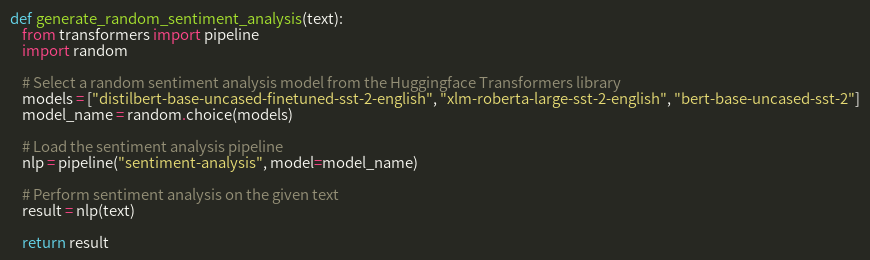 def generate_random_sentiment_analysis(text):
from transformers import pipeline
import random
# Select a random sentiment analysis model from the Huggingface Transformers library
models = ["distilbert-base-uncased-finetuned-sst-2-english", "xlm-roberta-large-sst-2-english", "bert-base-uncased-sst-2"]
model_name = random.choice(models)
# Load the sentiment analysis pipeline
nlp = pipeline("sentiment-analysis", model=model_name)
# Perform sentiment analysis on the given text
result = nlp(text)
return result